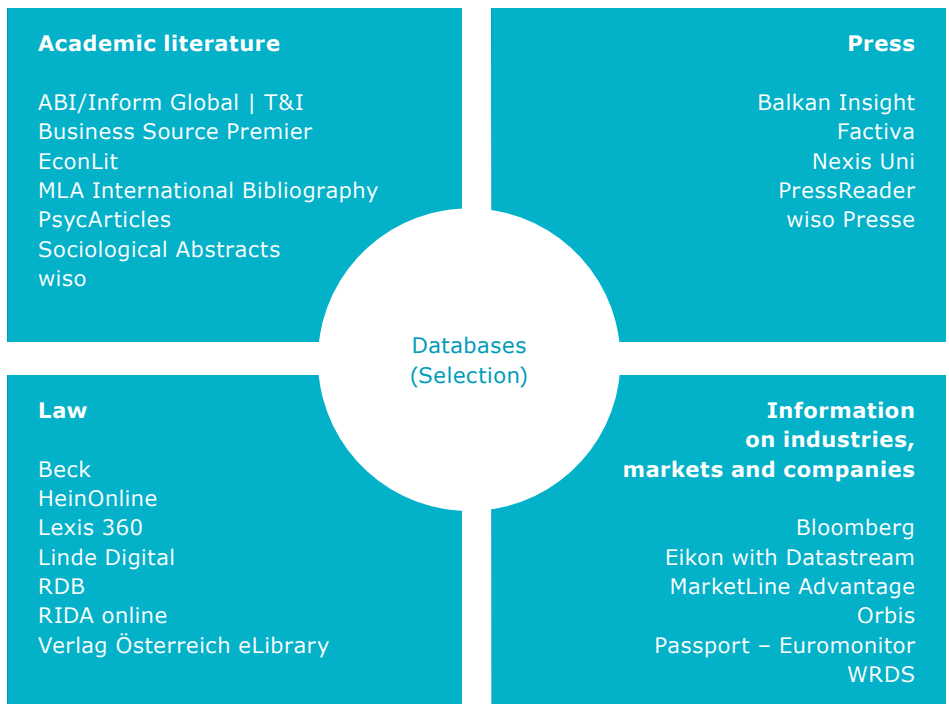 Academic literature
ABI/Inform Global | T&I
Business Source Premier
EconLit
MLA International Bibliography
PsycArticles
Sociological Abstracts
wiso
Press
Balkan Insight
Factiva
Nexis Uni
PressReader
wiso Presse
Databases
(Selection)
Law
Beck
HeinOnline
Lexis 360
Linde Digital
RDB
RIDA online
Verlag Österreich eLibrary
Information
on industries,
markets and companies
Bloomberg
Eikon with Datastream
MarketLine Advantage
Orbis
Passport – Euromonitor
WRDS